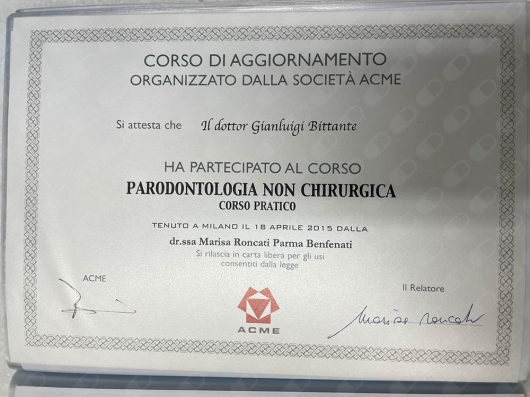 CORSO DI AGGIORNAMENTO
ORGANIZZATO DALLA SOCIETÀ ACME
Si attesta che Il dottor Gianluigi Bittante
HA PARTECIPATO AL CORSO
PARODONTOLOGIA NON CHIRURGICA
CORSO PRATICO
TENUTO A MILANO IL 18 APRILE 2015 DALLA
dr.ssa Marisa Roncati Parma Benfenati
Si rilascia in carta libera per gli usi
consentiti dalla legge
ACME
Il Relatore
Marisa Roncati
ACME